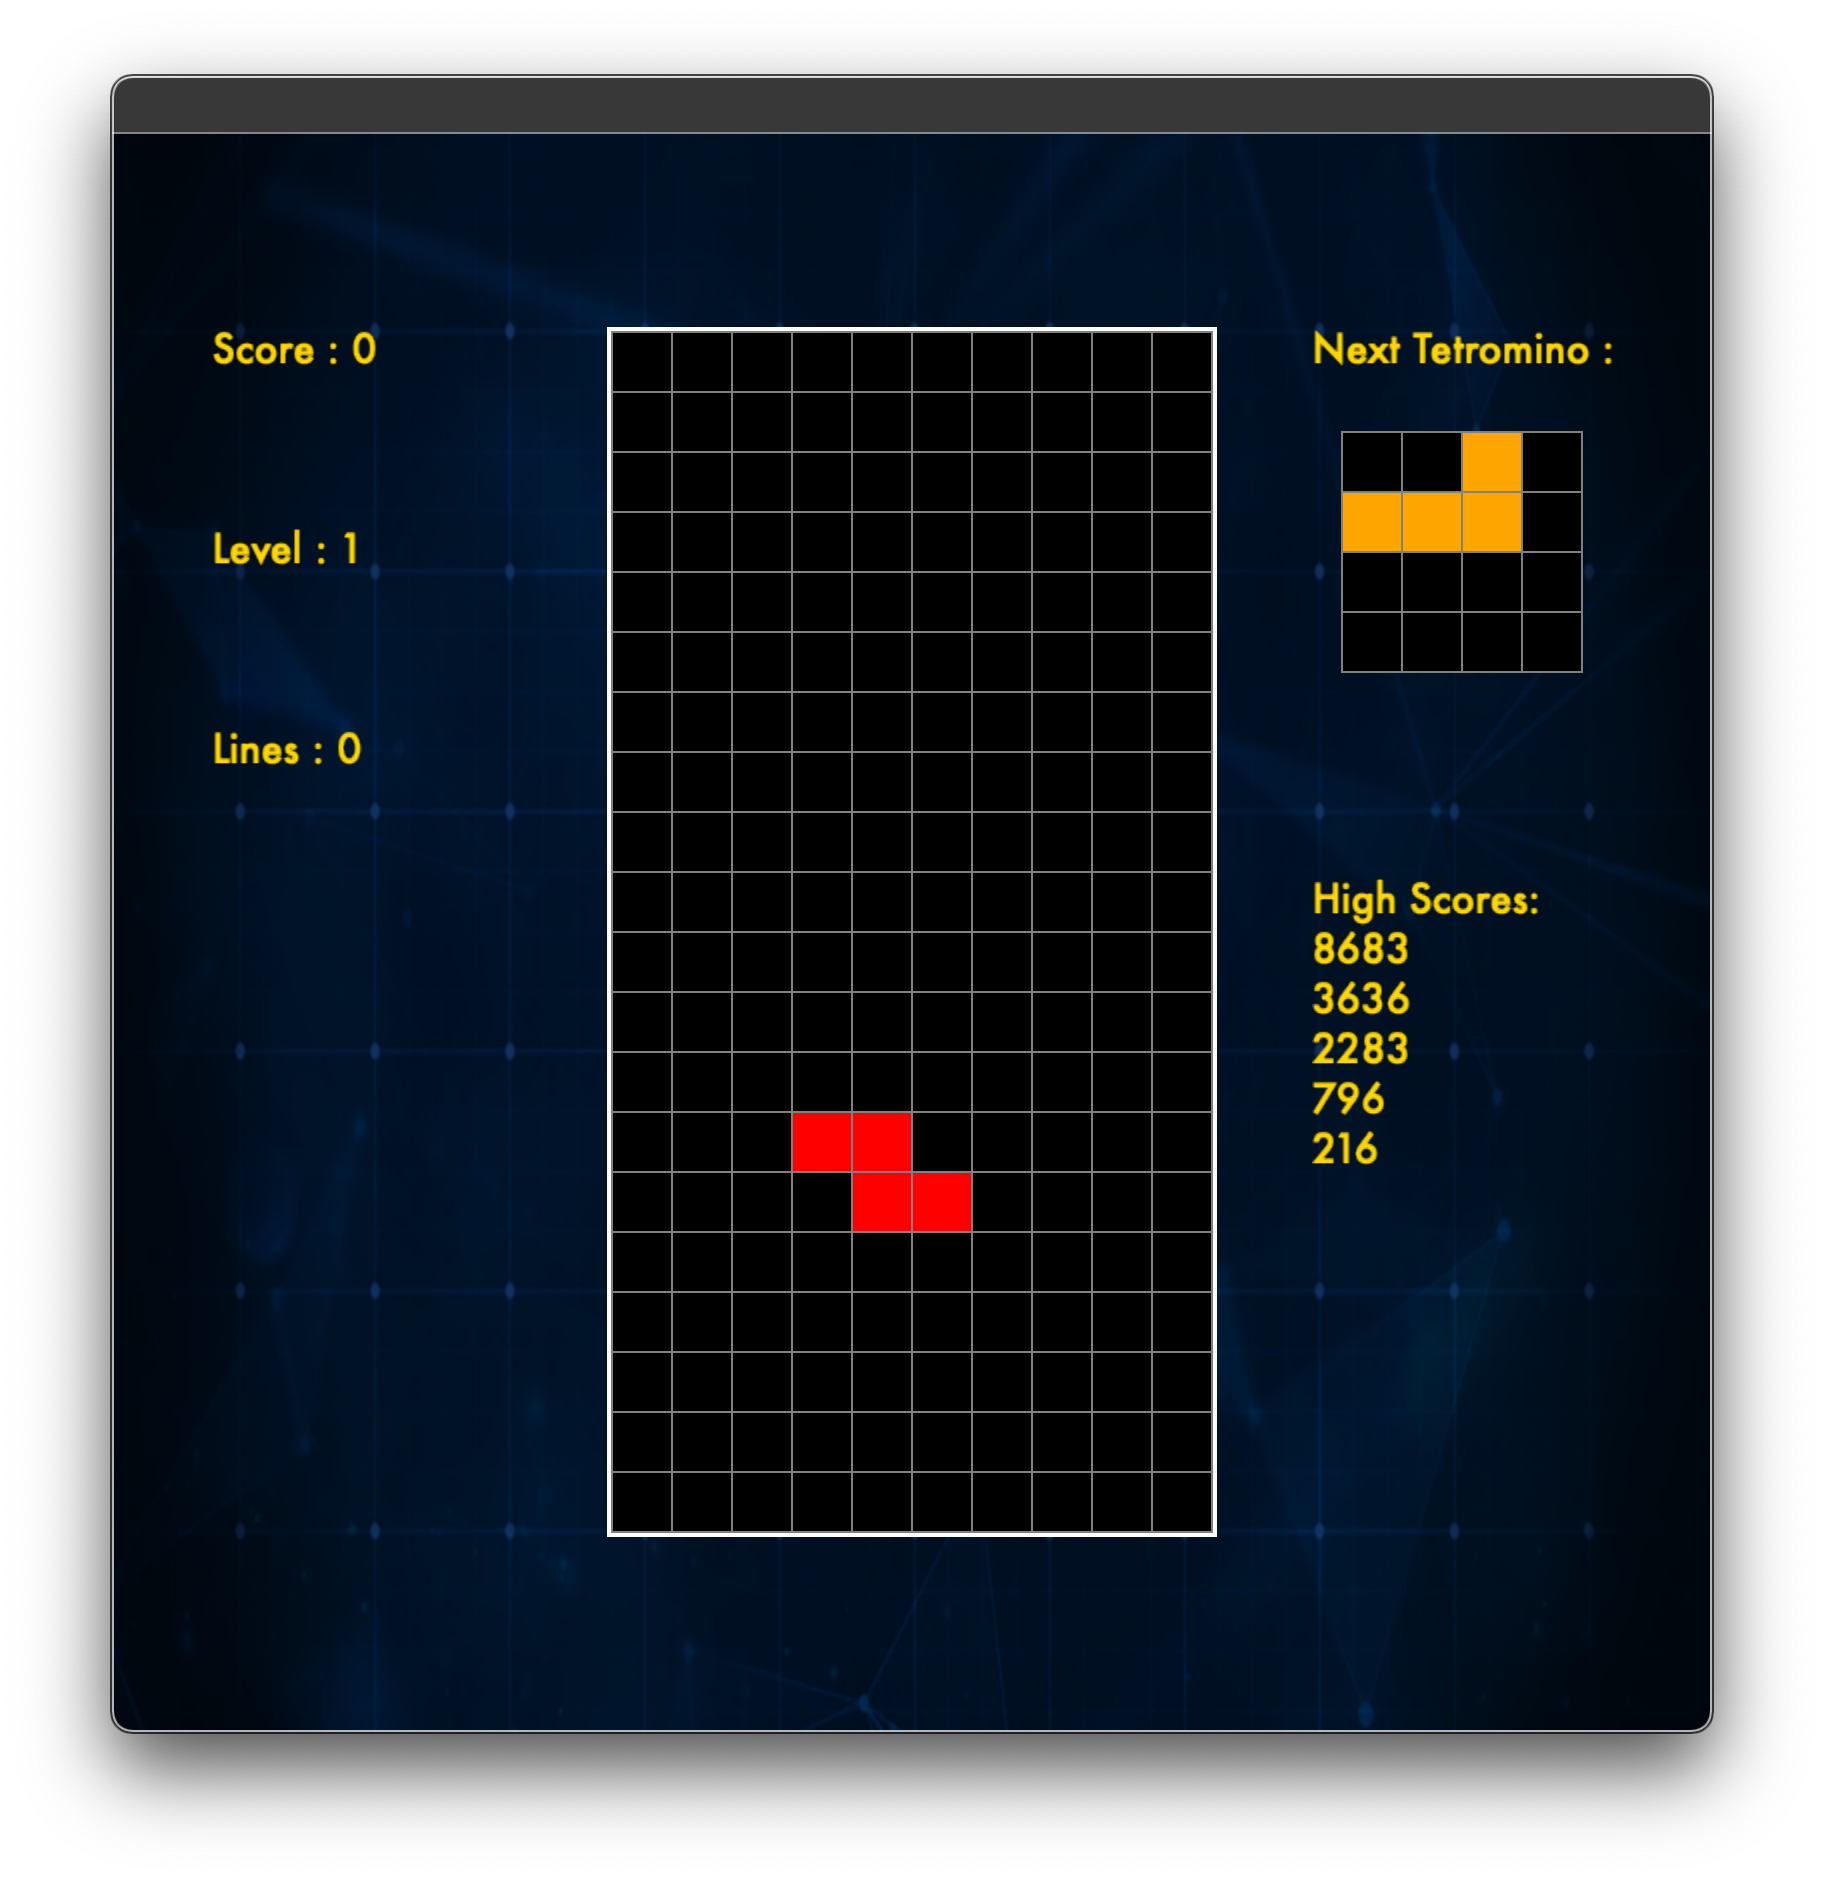 Score : 0
Level : 1
Lines : 0
Next Tetromino :
High Scores:
8683
3636
2283
796
216